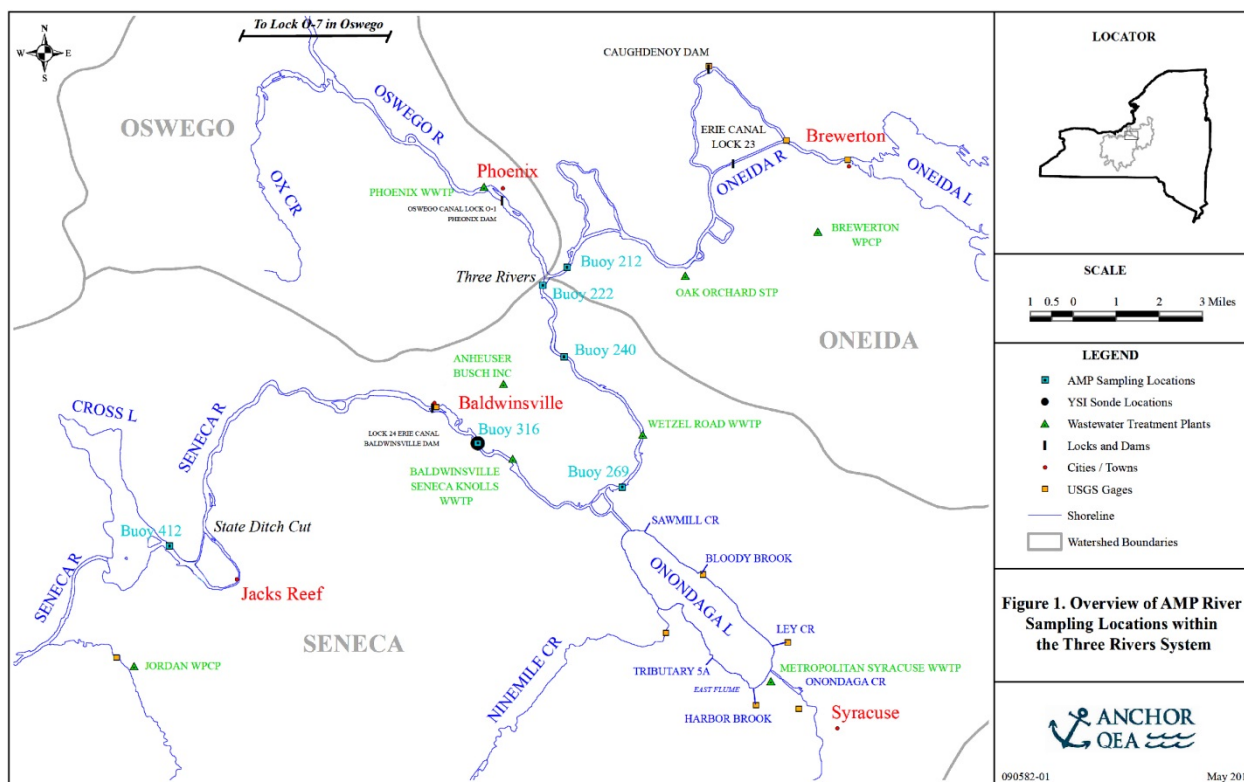 To Lock O-7 in Oswego
N
W
E
S
CAUGHDENOY DAM
OSWEGO
OSWEGO R
ERIE CANAL
LOCK 23
Brewerton
OX CR
Phoenix
PHOENIX WWTP
OSWEGO CANAL LOCK O-1
PHEONIX DAM
ONEIDA R
ONEIDA L
BREWERTON
WPCP
Buoy 212
Three Rivers
OAK ORCHARD STP
Buoy 222
ONEIDA
Buoy 240
ANHEUSER
BUSCH INC
CROSS L
SENECA R
Baldwinsville
LOCK 24 ERIE CANAL
BALDWINSVILLE DAM
Buoy 316
WETZEL ROAD WWTP
BALDWINSVILLE
SENECA KNOLLS
WWTP
Buoy 269
Buoy 412
State Ditch Cut
SAWMILL CR
BLOODY BROOK
SENECA R
Jacks Reef
ONONDAGA L
SENECA
LEY CR
JORDAN WPCP
NINEMILE CR
TRIBUTARY 5A
METROPOLITAN SYRACUSE WWTP
ONONDAGA CR
EAST FLUME
HARBOR BROOK
Syracuse
LOCATOR
SCALE
1 0.5 0 1 2 3 Miles
LEGEND
AMP Sampling Locations
YSI Sonde Locations
Wastewater Treatment Plants
Locks and Dams
Cities / Towns
USGS Gages
Shoreline
Watershed Boundaries
Figure 1. Overview of AMP River
Sampling Locations within
the Three Rivers System
ANCHOR
QEA
090582-01
May 201